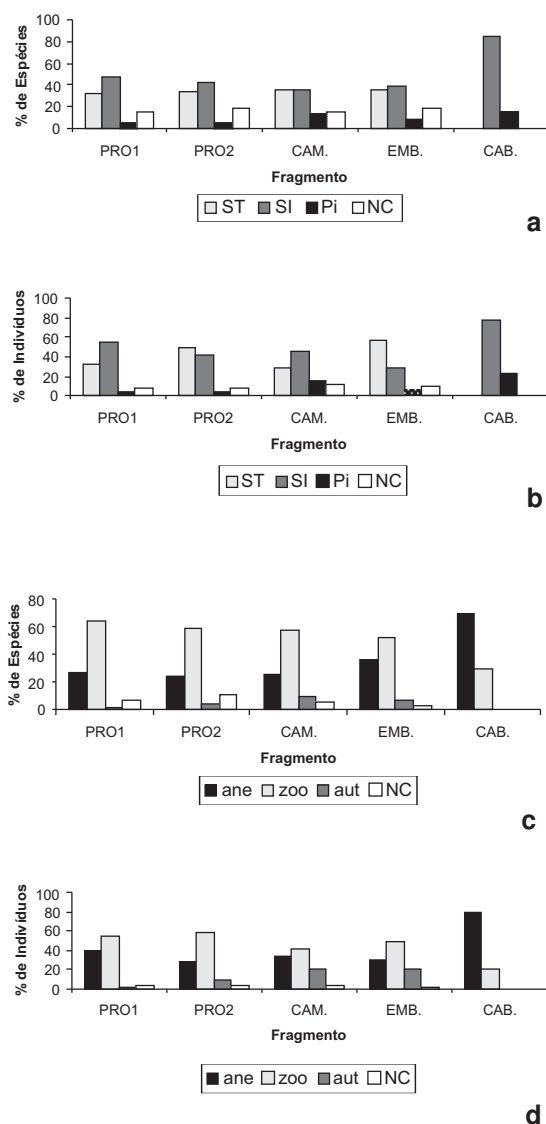 % de Espécies
100
80
60
40
20
0
PRO1 PRO2 CAM. EMB. CAB.
Fragmento
ST SI Pi NC
a
% de Indivíduos
100
80
60
40
20
0
PRO1 PRO2 CAM. EMB. CAB.
Fragmento
ST SI Pi NC
b
% de Espécies
80
60
40
20
0
PRO1 PRO2 CAM. EMB. CAB.
Fragmento
ane zoo aut NC
c
% de Indivíduos
100
80
60
40
20
0
PRO1 PRO2 CAM. EMB. CAB.
Fragmento
ane zoo aut NC
d